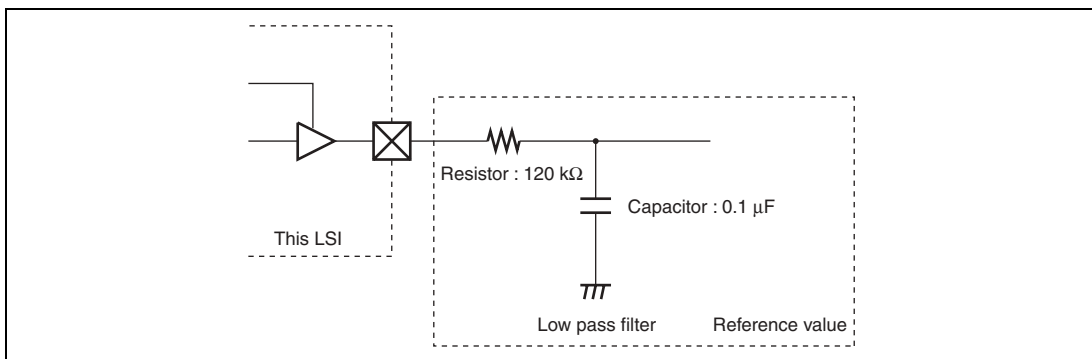 Resistor : 120 kΩ
Capacitor : 0.1 μF
This LSI
Low pass filter
Reference value